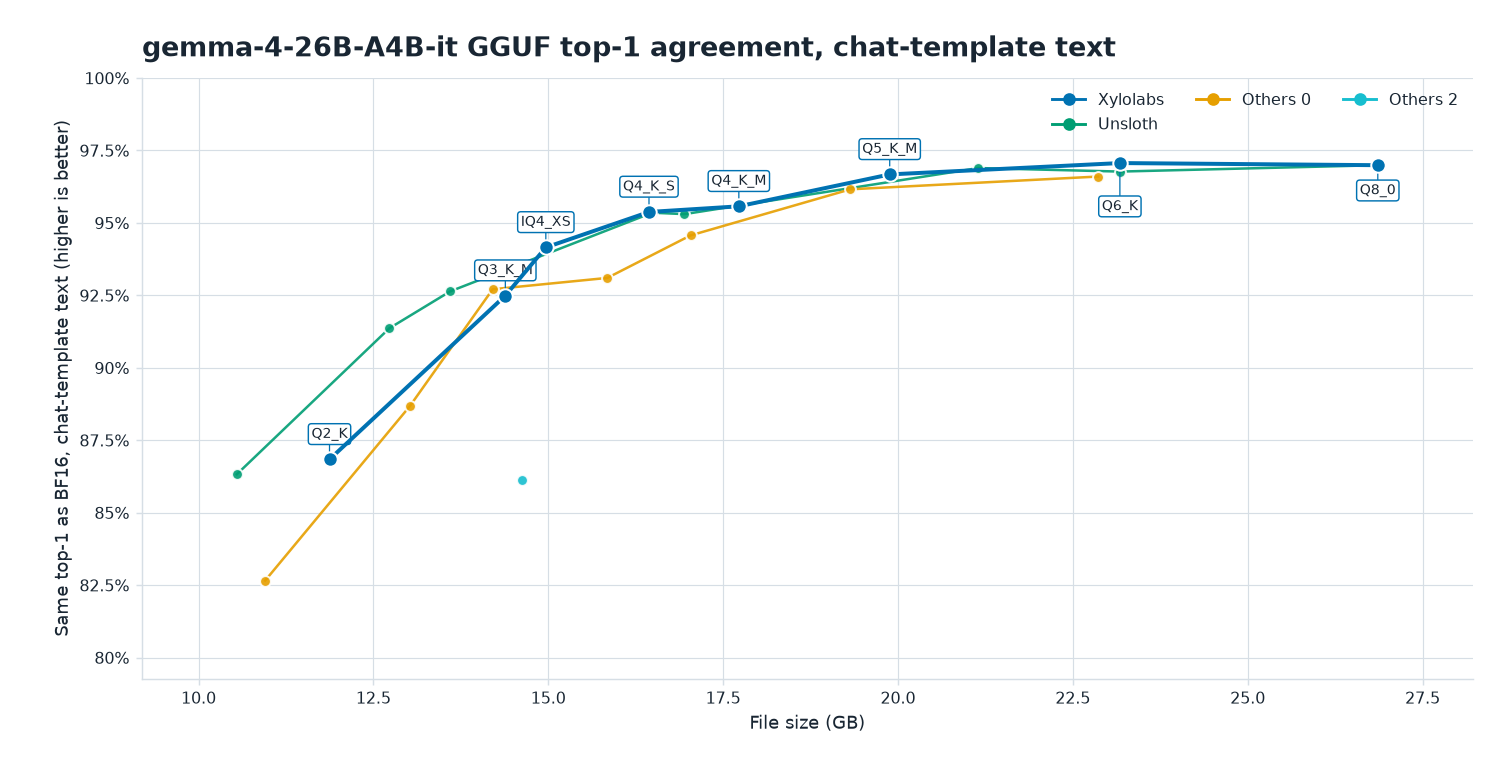 gemma-4-26B-A4B-it GGUF top-1 agreement, chat-template text
Same top-1 as BF16, chat-template text (higher is better)
100%
97.5%
95%
92.5%
90%
87.5%
85%
82.5%
80%
Xylolabs
Others 0
Others 2
Unsloth
Q2_K
Q3_K_M
IQ4_XS
Q4_K_S
Q4_K_M
Q5_K_M
Q6_K
Q8_0
10.0 12.5 15.0 17.5 20.0 22.5 25.0 27.5
File size (GB)